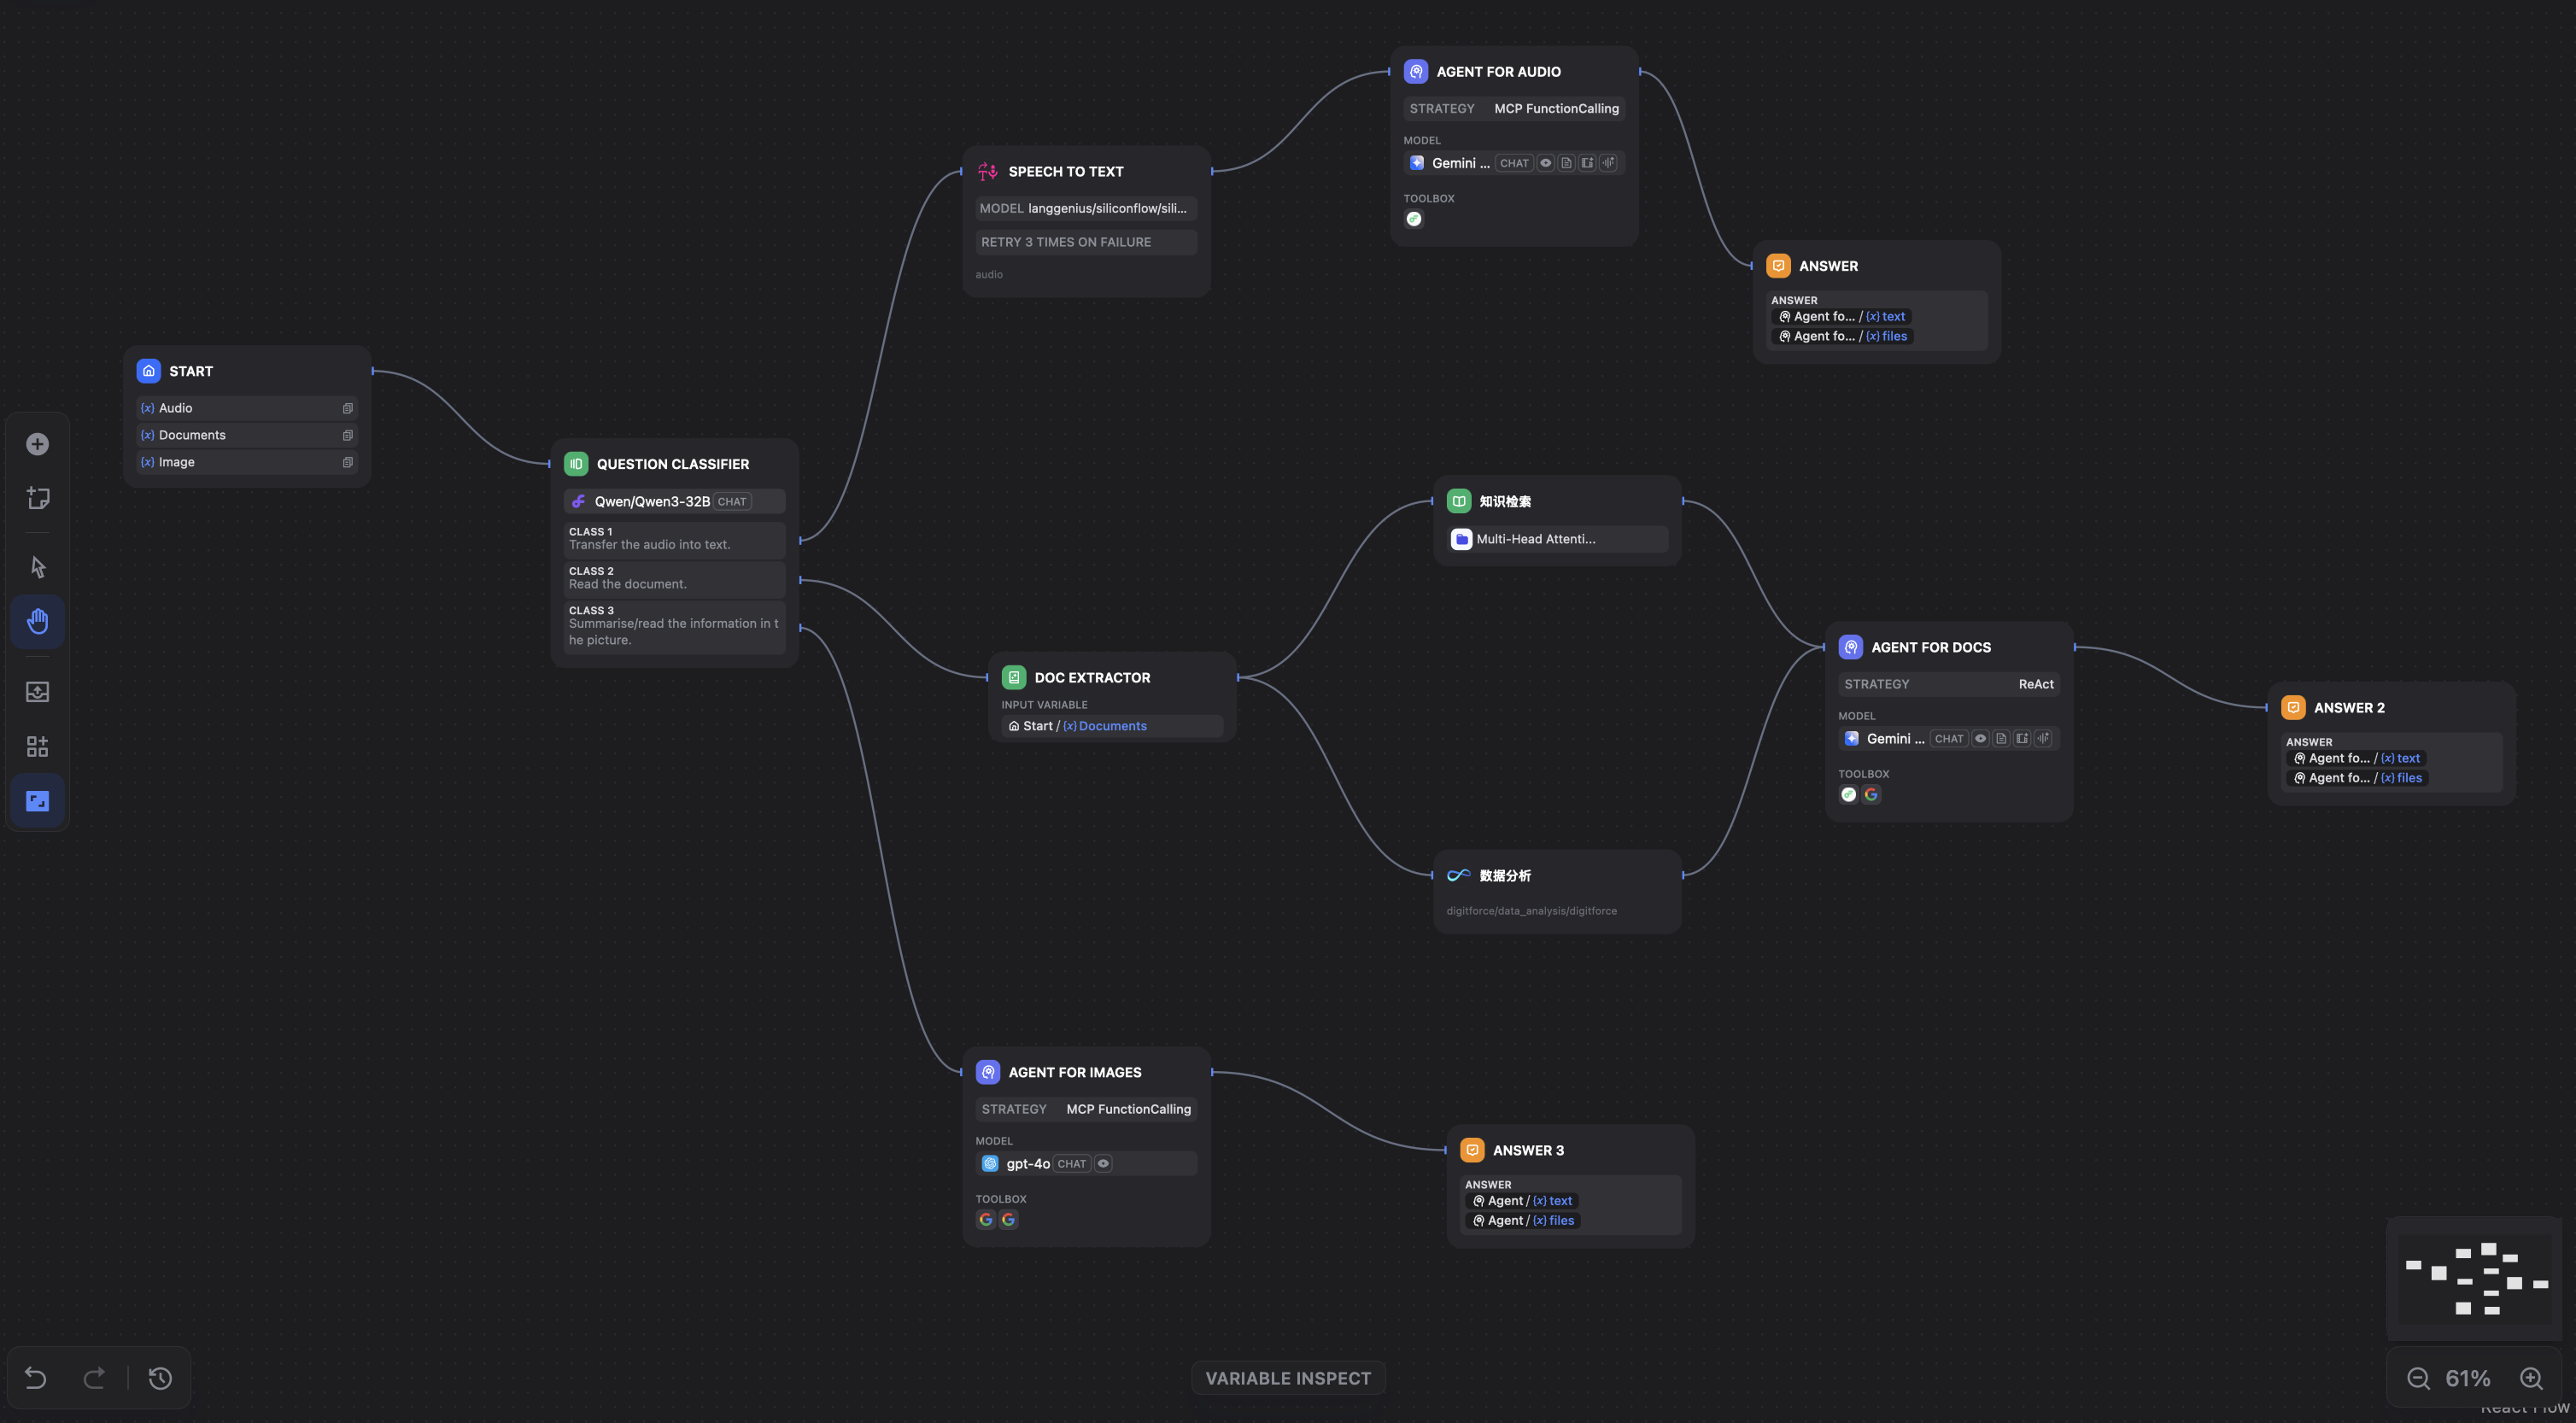 START
Audio
Documents
Image
QUESTION CLASSIFIER
Qwen/Qwen3-32B CHAT
CLASS 1
Transfer the audio into text.
CLASS 2
Read the document.
CLASS 3
Summarise/read the information in t
he picture.
SPEECH TO TEXT
MODEL langgenius/siliconflow/sili...
RETRY 3 TIMES ON FAILURE
audio
AGENT FOR AUDIO
STRATEGY MCP FunctionCalling
MODEL
Gemini ... CHAT
TOOLBOX
ANSWER
ANSWER
Agent fo... / {x} text
Agent fo... / {x} files
DOC EXTRACTOR
INPUT VARIABLE
Start / {x} Documents
知识检索
Multi-Head Attenti...
数据分析
digitforce/data_analysis/digitforce
AGENT FOR DOCS
STRATEGY ReAct
MODEL
Gemini ... CHAT
TOOLBOX
ANSWER 2
ANSWER
Agent fo... / {x} text
Agent fo... / {x} files
AGENT FOR IMAGES
STRATEGY MCP FunctionCalling
MODEL
gpt-4o CHAT
TOOLBOX
ANSWER 3
ANSWER
Agent / {x} text
Agent / {x} files
VARIABLE INSPECT
61%
React Flow